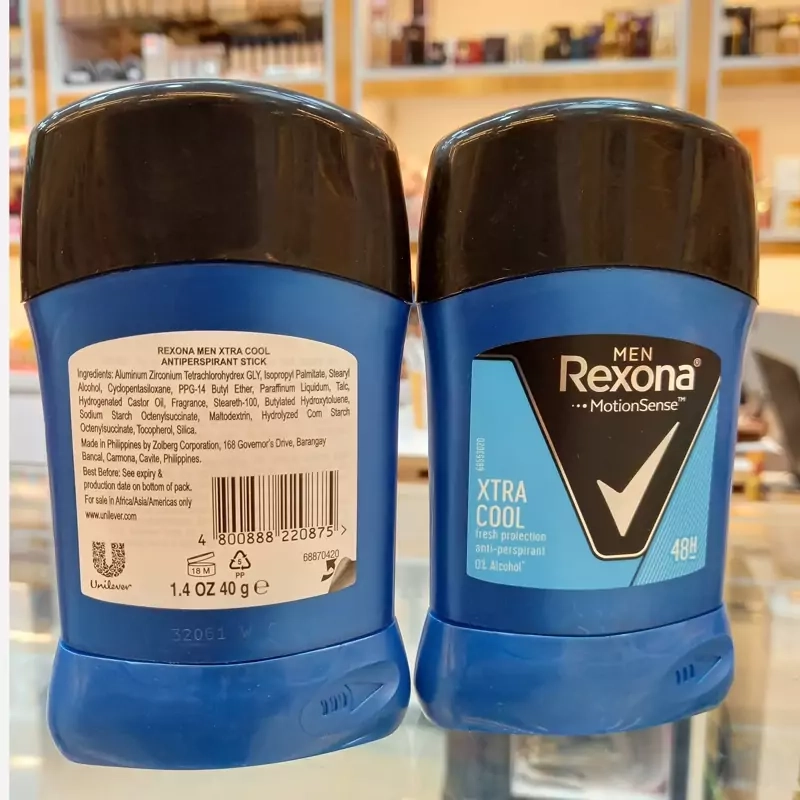 REXONA MEN XTRA COOL
ANTIPERSPIRANT STICK
Ingredients: Aluminum Zirconium Tetrachlorohydrex GLY, Isopropyl Palmitate, Stearyl
Alcohol, Cyclopentasiloxane, PPG-14 Butyl Ether, Paraffinum Liquidum, Talc,
Hydrogenated Castor Oil, Fragrance, Steareth-100, Butylated Hydroxytoluene,
Sodium Starch Octenylsuccinate, Maltodextrin, Hydrolyzed Corn Starch
Octenylsuccinate, Tocopherol, Silica.
Made in Philippines by Zolberg Corporation, 168 Governor's Drive, Barangay
Bancal, Carmona, Cavite, Philippines.
Best Before: See expiry &
production date on bottom of pack.
For sale in Africa/Asia/Americas only
www.unilever.com
4 800888 220875 >
18 M
5
PP
68870420
Unilever
1.4 OZ 40 g e
32061
MEN
Rexona®
MotionSense™
XTRA
COOL
fresh protection
anti-perspirant
0% Alcohol*
48H